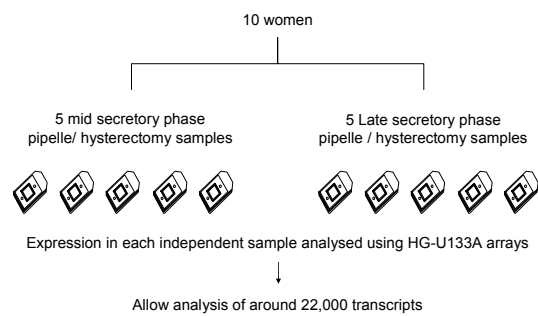 10 women
5 mid secretory phase
pipelle/ hysterectomy samples
5 Late secretory phase
pipelle / hysterectomy samples
Expression in each independent sample analysed using HG-U133A arrays
Allow analysis of around 22,000 transcripts